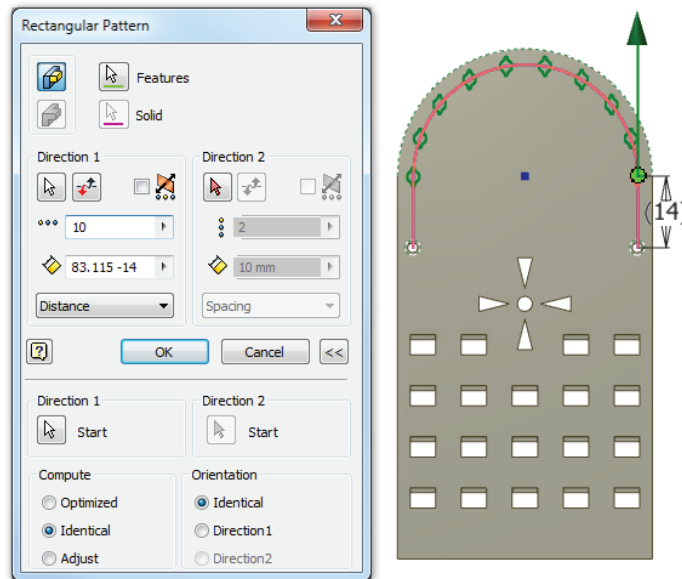 Rectangular Pattern
Features
Solid
Direction 1
Direction 2
10
2
83.115 -14
10 mm
Distance
Spacing
OK
Cancel
<<
Direction 1
Direction 2
Start
Start
Compute
Orientation
Optimized
Identical
Identical
Direction1
Adjust
Direction2
(14)